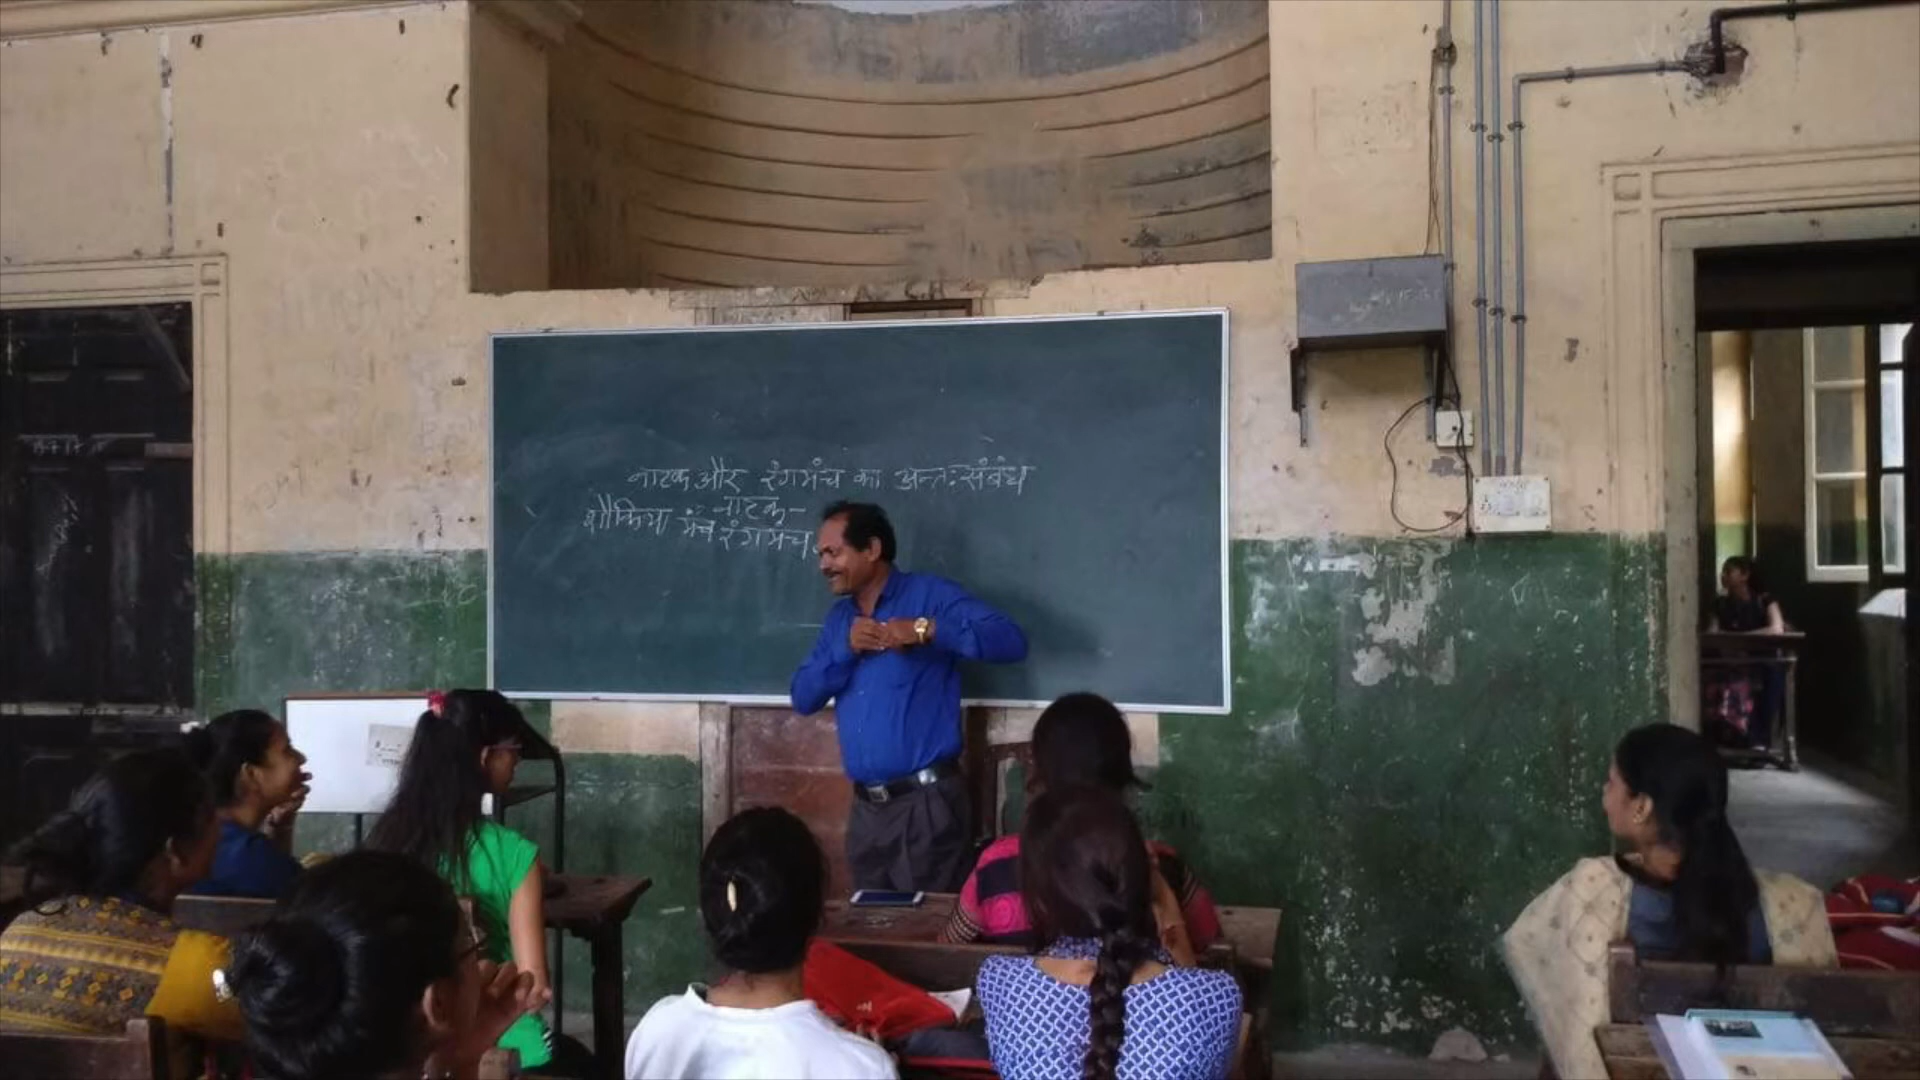 नाटक और रंगमंच का अन्तःसंबंध
नाटक-
शौकिया मंच रंगमंच